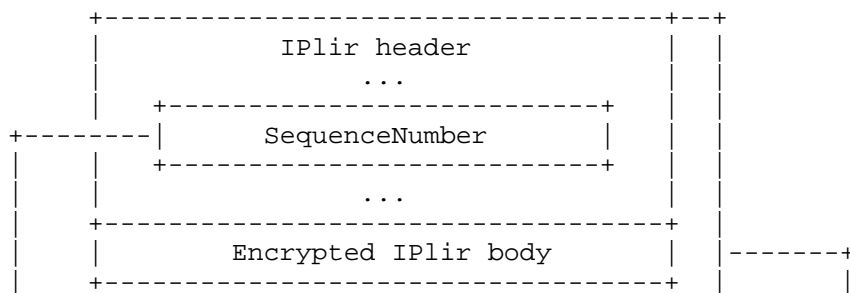 IPlir header
...
SequenceNumber
...
Encrypted IPlir body